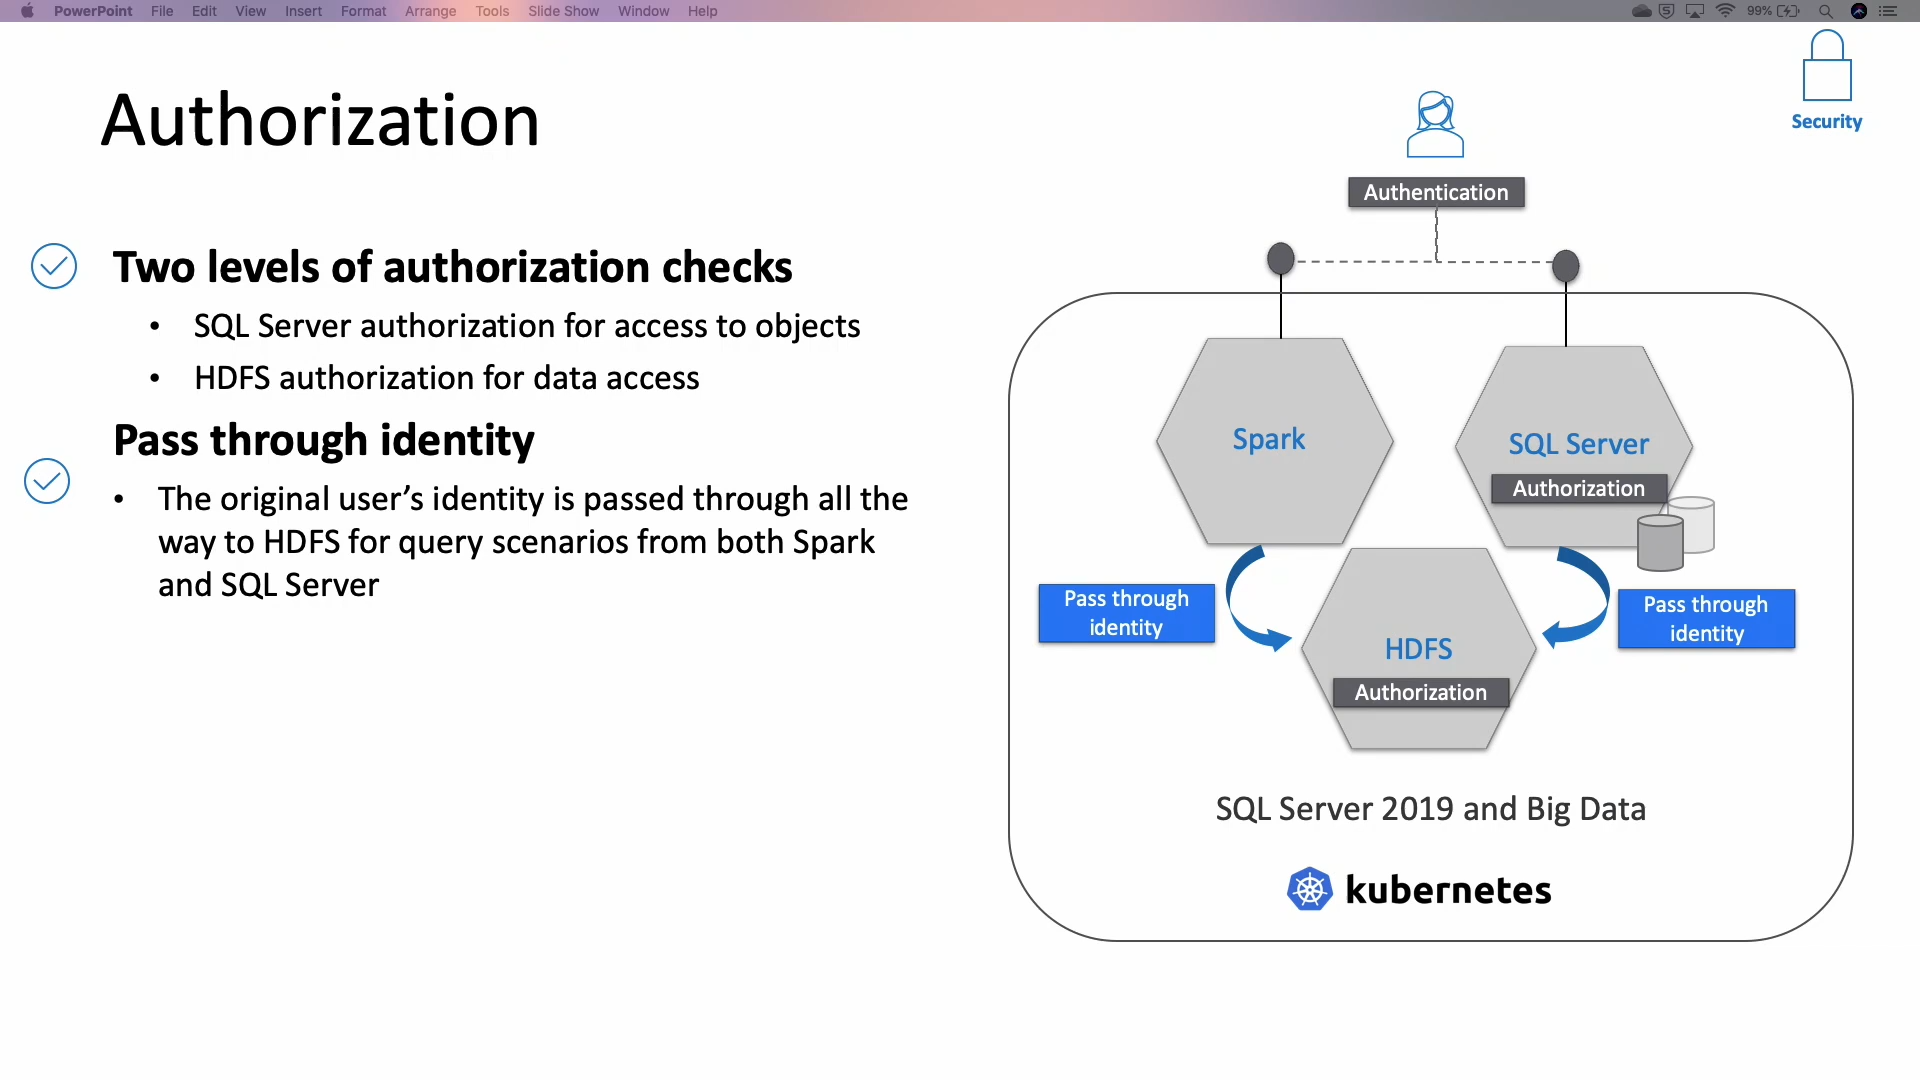 PowerPoint File Edit View Insert Format Arrange Tools Slide Show Window Help 99%
Security
Authorization
Two levels of authorization checks
• SQL Server authorization for access to objects
• HDFS authorization for data access
Pass through identity
• The original user’s identity is passed through all the
way to HDFS for query scenarios from both Spark
and SQL Server
Authentication
Spark
SQL Server
Authorization
Pass through
identity
Pass through
identity
HDFS
Authorization
SQL Server 2019 and Big Data
kubernetes